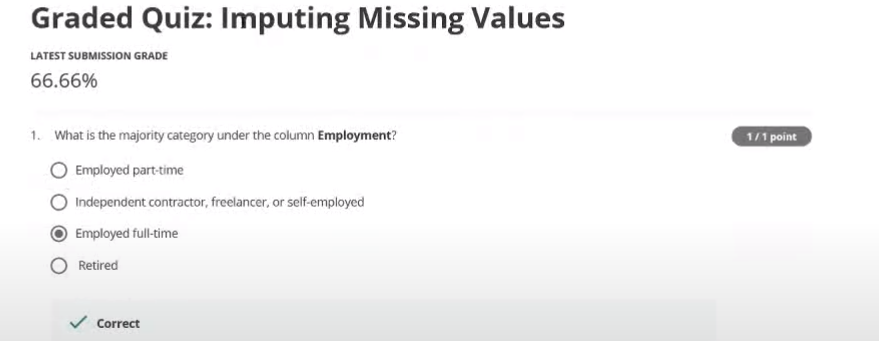 Graded Quiz: Imputing Missing Values
LATEST SUBMISSION GRADE
66.66%
1. What is the majority category under the column Employment?
1 / 1 point
Employed part-time
Independent contractor, freelancer, or self-employed
Employed full-time
Retired
Correct